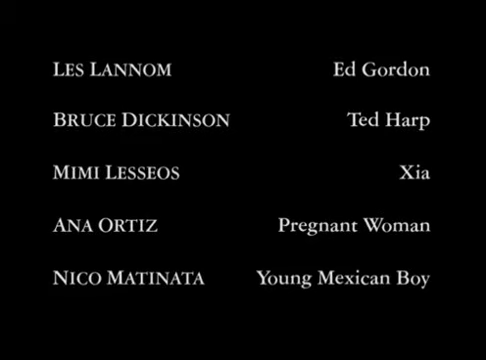 LES LANNOM Ed Gordon
BRUCE DICKINSON Ted Harp
MIMI LESSEOS Xia
ANA ORTIZ Pregnant Woman
NICO MATINATA Young Mexican Boy